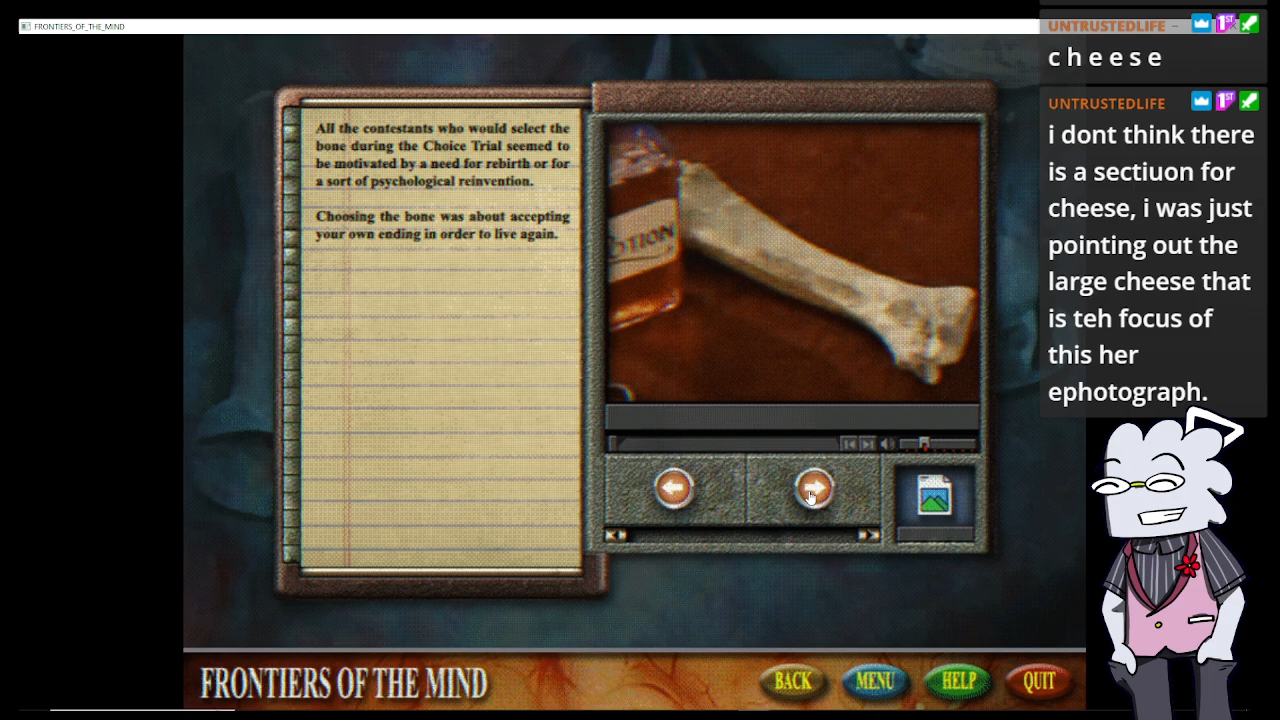 FRONTIERS_OF_THE_MIND
All the contestants who would select the
bone during the Choice Trial seemed to
be motivated by a need for rebirth or for
a sort of psychological reinvention.
Choosing the bone was about accepting
your own ending in order to live again.
OTION
FRONTIERS OF THE MIND
BACK
MENU
HELP
QUIT
UNTRUSTEDLIFE -
1ST
c h e e s e
UNTRUSTEDLIFE
1ST
i dont think there
is a sectiuon for
cheese, i was just
pointing out the
large cheese that
is teh focus of
this her
ephotograph.